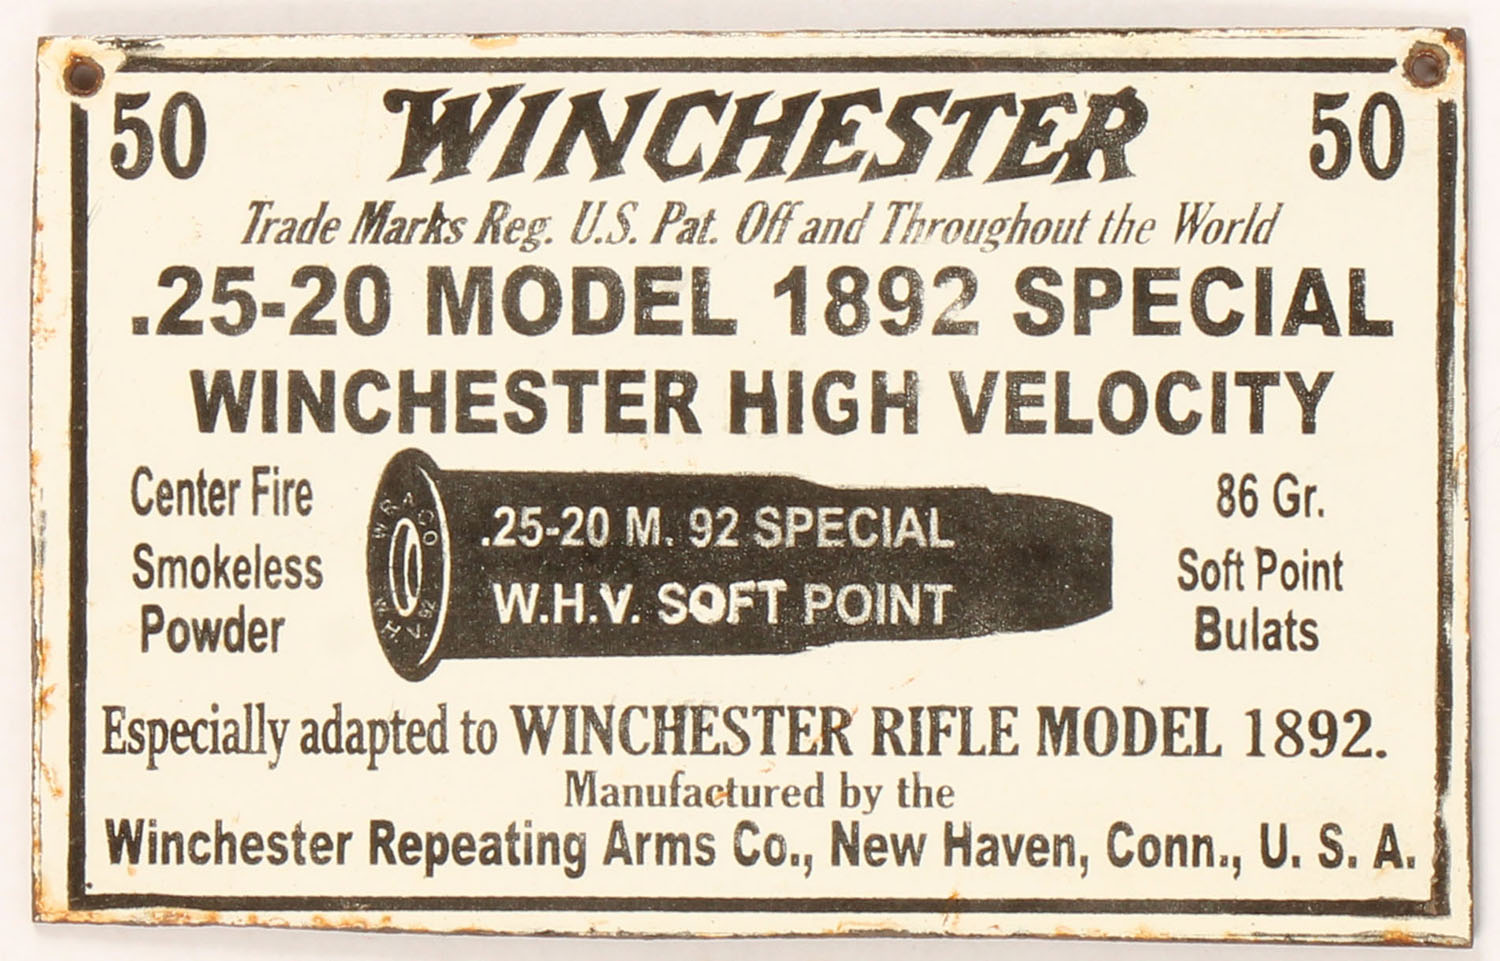 50 WINCHESTER 50
Trade Marks Reg. U.S. Pat. Off and Throughout the World
.25-20 MODEL 1892 SPECIAL
WINCHESTER HIGH VELOCITY
Center Fire
Smokeless
Powder
W.R.A.CO
W.H.V. 92
.25-20 M. 92 SPECIAL
W.H.V. SOFT POINT
86 Gr.
Soft Point
Bulats
Especially adapted to WINCHESTER RIFLE MODEL 1892.
Manufactured by the
Winchester Repeating Arms Co., New Haven, Conn., U. S. A.